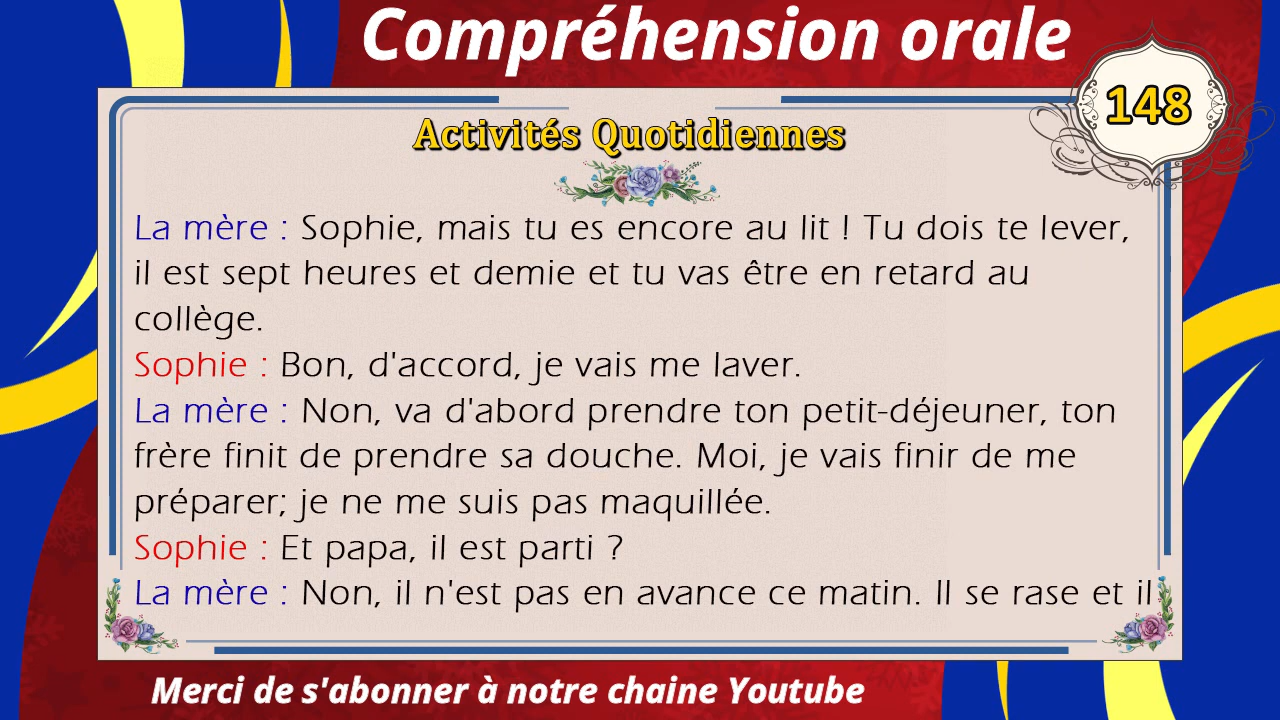 Compréhension orale
148
Activités Quotidiennes
La mère : Sophie, mais tu es encore au lit ! Tu dois te lever,
il est sept heures et demie et tu vas être en retard au
collège.
Sophie : Bon, d'accord, je vais me laver.
La mère : Non, va d'abord prendre ton petit-déjeuner, ton
frère finit de prendre sa douche. Moi, je vais finir de me
préparer; je ne me suis pas maquillée.
Sophie : Et papa, il est parti ?
La mère : Non, il n'est pas en avance ce matin. Il se rase et il
Merci de s'abonner à notre chaine Youtube